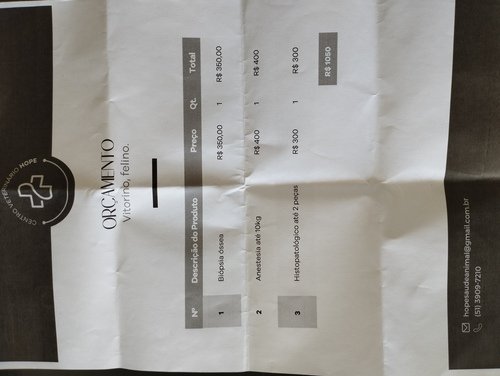 CENTRO VETERINÁRIO HOPE
ORÇAMENTO
Vitorino, felino.
Nº Descrição do Produto Preço Qt. Total
1 Biópsia óssea R$ 350,00 1 R$ 350,00
2 Anestesia até 10kg R$ 400 1 R$ 400
3 Histopatológico até 2 peças R$ 300 1 R$ 300
R$ 1050
hopesaudeanimal@gmail.com.br
(51) 3909-7210